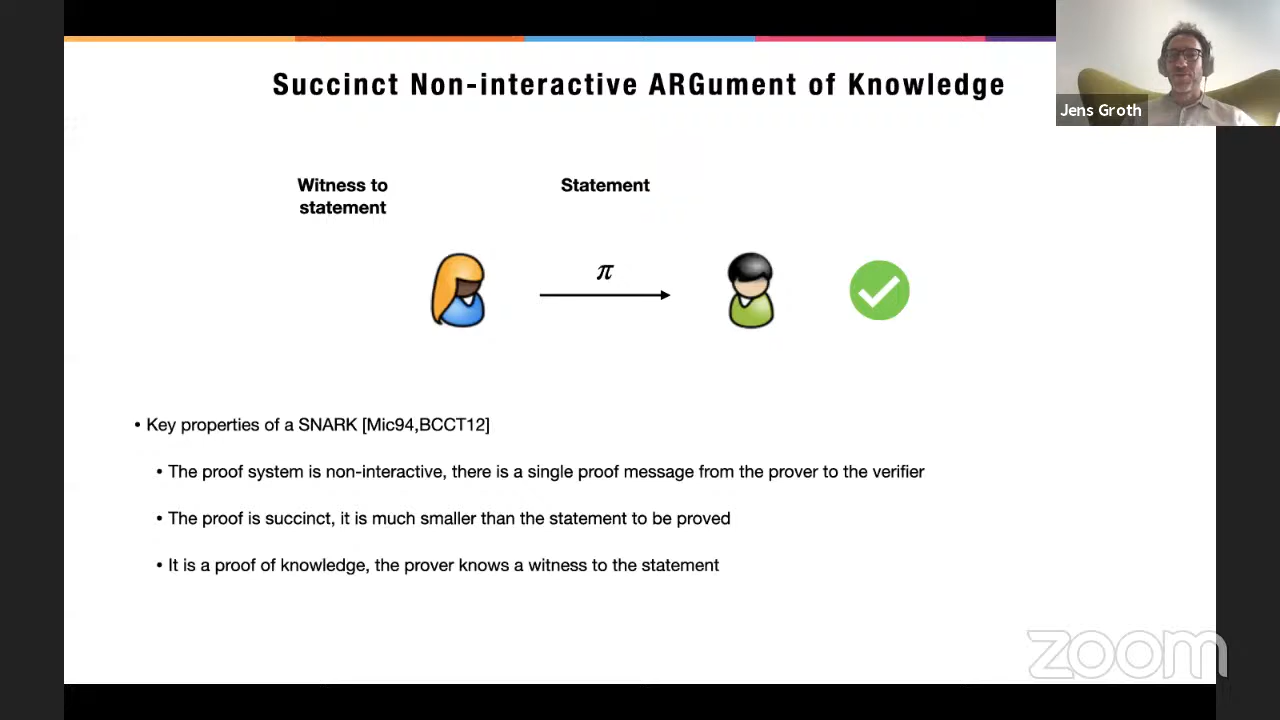 Succinct Non-interactive ARGument of Knowledge
Jens Groth
Witness to
statement
Statement
π
• Key properties of a SNARK [Mic94,BCCT12]
• The proof system is non-interactive, there is a single proof message from the prover to the verifier
• The proof is succinct, it is much smaller than the statement to be proved
• It is a proof of knowledge, the prover knows a witness to the statement
zoom